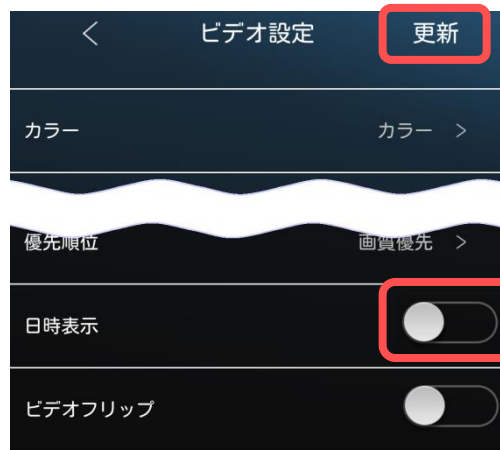 < ビデオ設定 更新
カラー カラー >
優先順位 画質優先 >
日時表示
ビデオフリップ